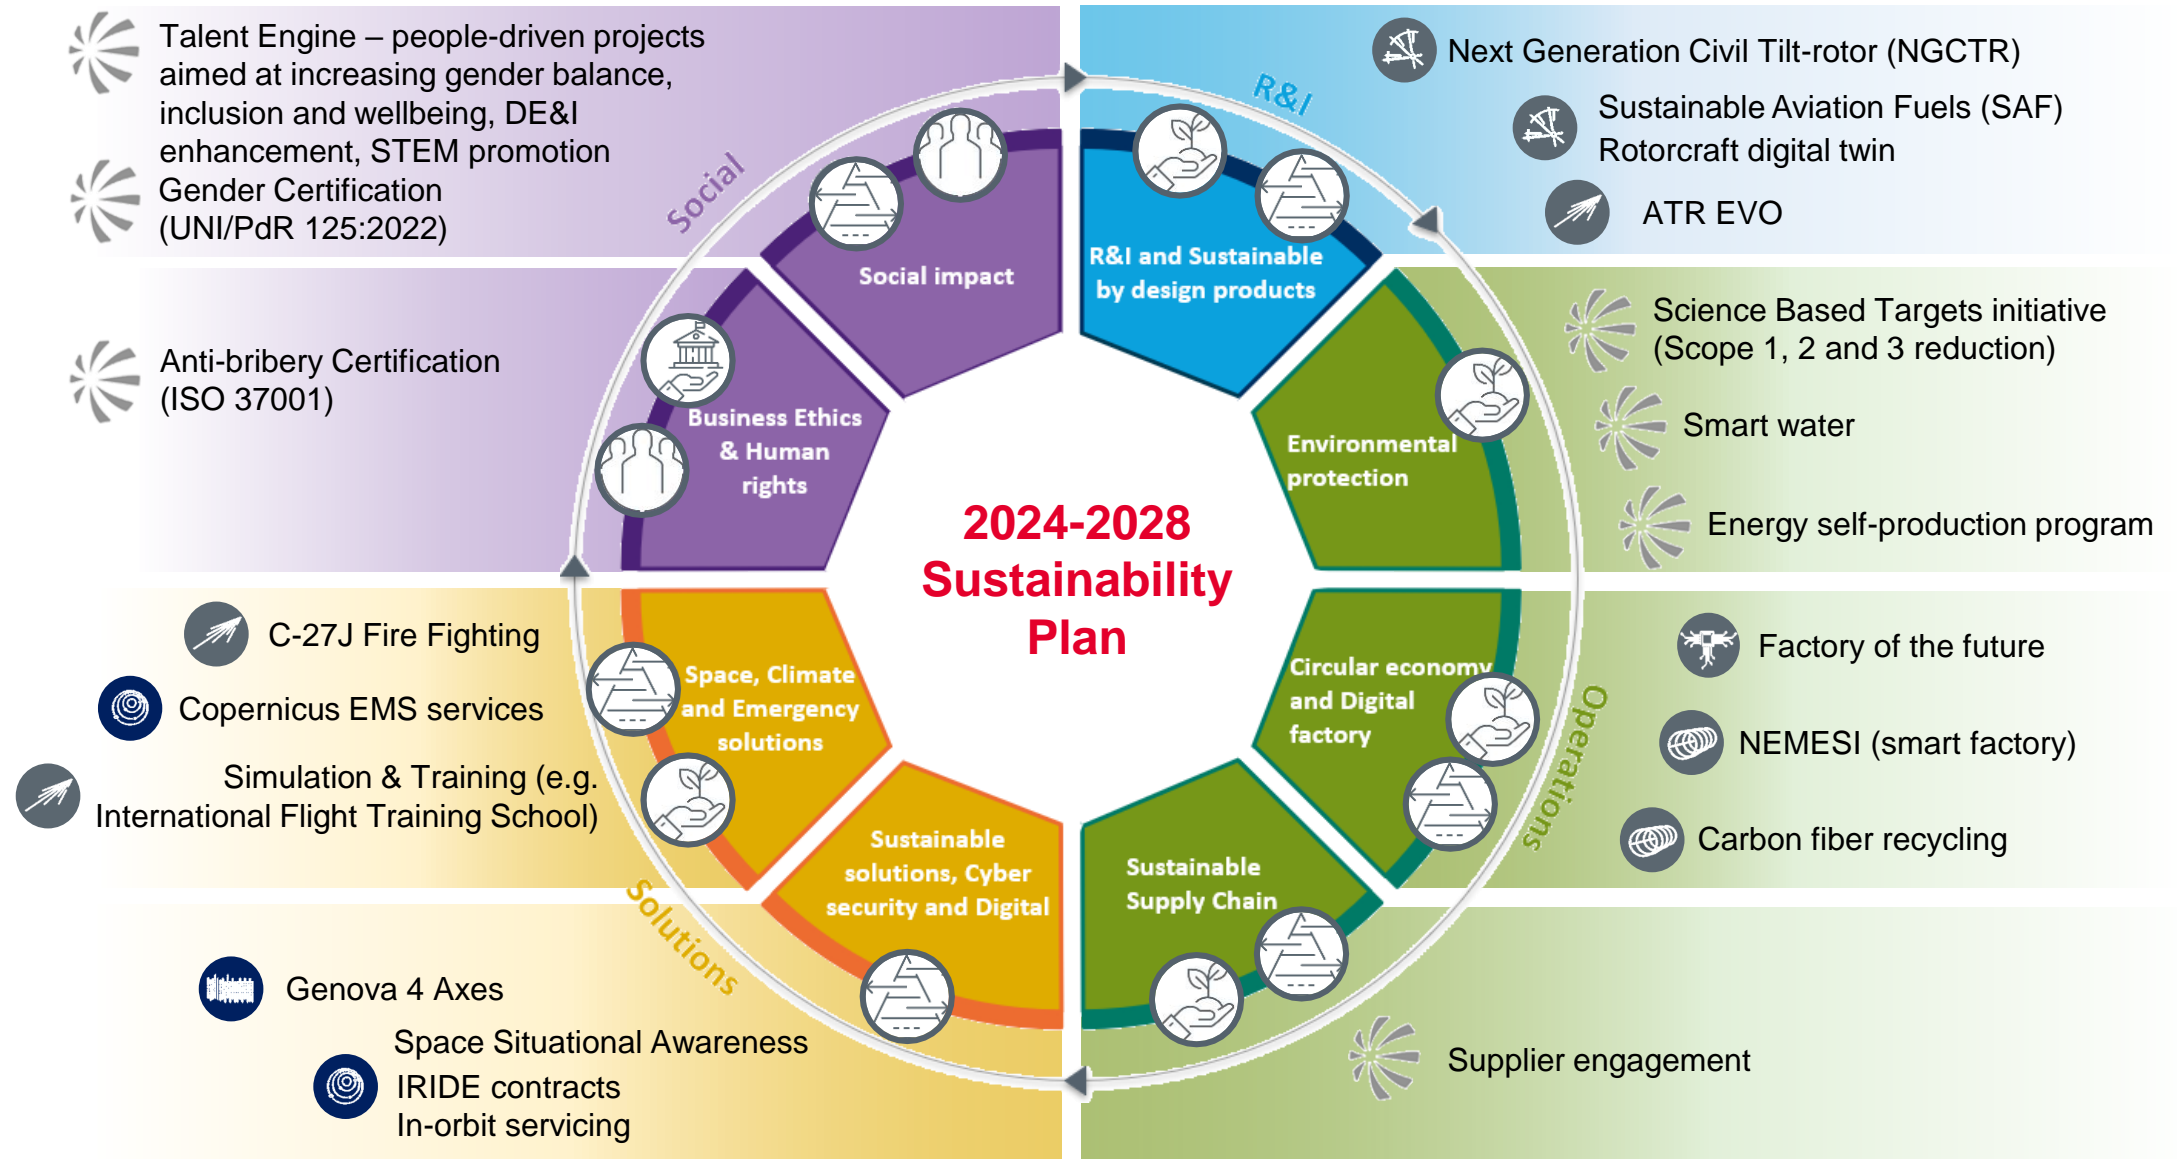 Talent Engine – people-driven projects
aimed at increasing gender balance,
inclusion and wellbeing, DE&I
enhancement, STEM promotion
Gender Certification
(UNI/PdR 125:2022)
Anti-bribery Certification
(ISO 37001)
C-27J Fire Fighting
Copernicus EMS services
Simulation & Training (e.g.
International Flight Training School)
Genova 4 Axes
Space Situational Awareness
IRIDE contracts
In-orbit servicing
Social
R&I
Operations
Solutions
Social impact
R&I and Sustainable
by design products
Business Ethics
& Human
rights
Environmental
protection
2024-2028
Sustainability
Plan
Space, Climate
and Emergency
solutions
Circular economy
and Digital
factory
Sustainable
solutions, Cyber
security and Digital
Sustainable
Supply Chain
Next Generation Civil Tilt-rotor (NGCTR)
Sustainable Aviation Fuels (SAF)
Rotorcraft digital twin
ATR EVO
Science Based Targets initiative
(Scope 1, 2 and 3 reduction)
Smart water
Energy self-production program
Factory of the future
NEMESI (smart factory)
Carbon fiber recycling
Supplier engagement